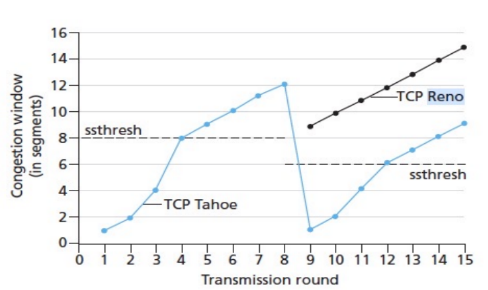 Congestion window
(in segments)
16
14
12
10
8
6
4
2
0
ssthresh
TCP Tahoe
TCP Reno
ssthresh
0 1 2 3 4 5 6 7 8 9 10 11 12 13 14 15
Transmission round